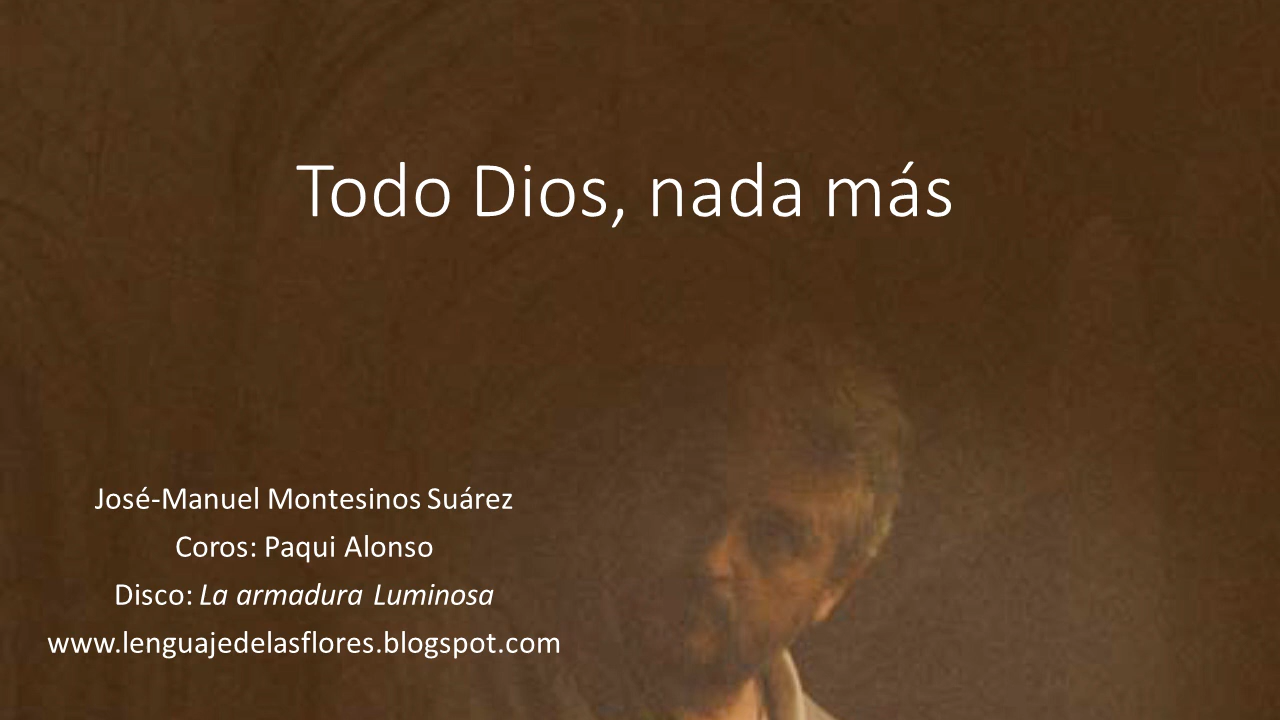 Todo Dios, nada más
José-Manuel Montesinos Suárez
Coros: Paqui Alonso
Disco: La armadura Luminosa
www.lenguajedelasflores.blogspot.com